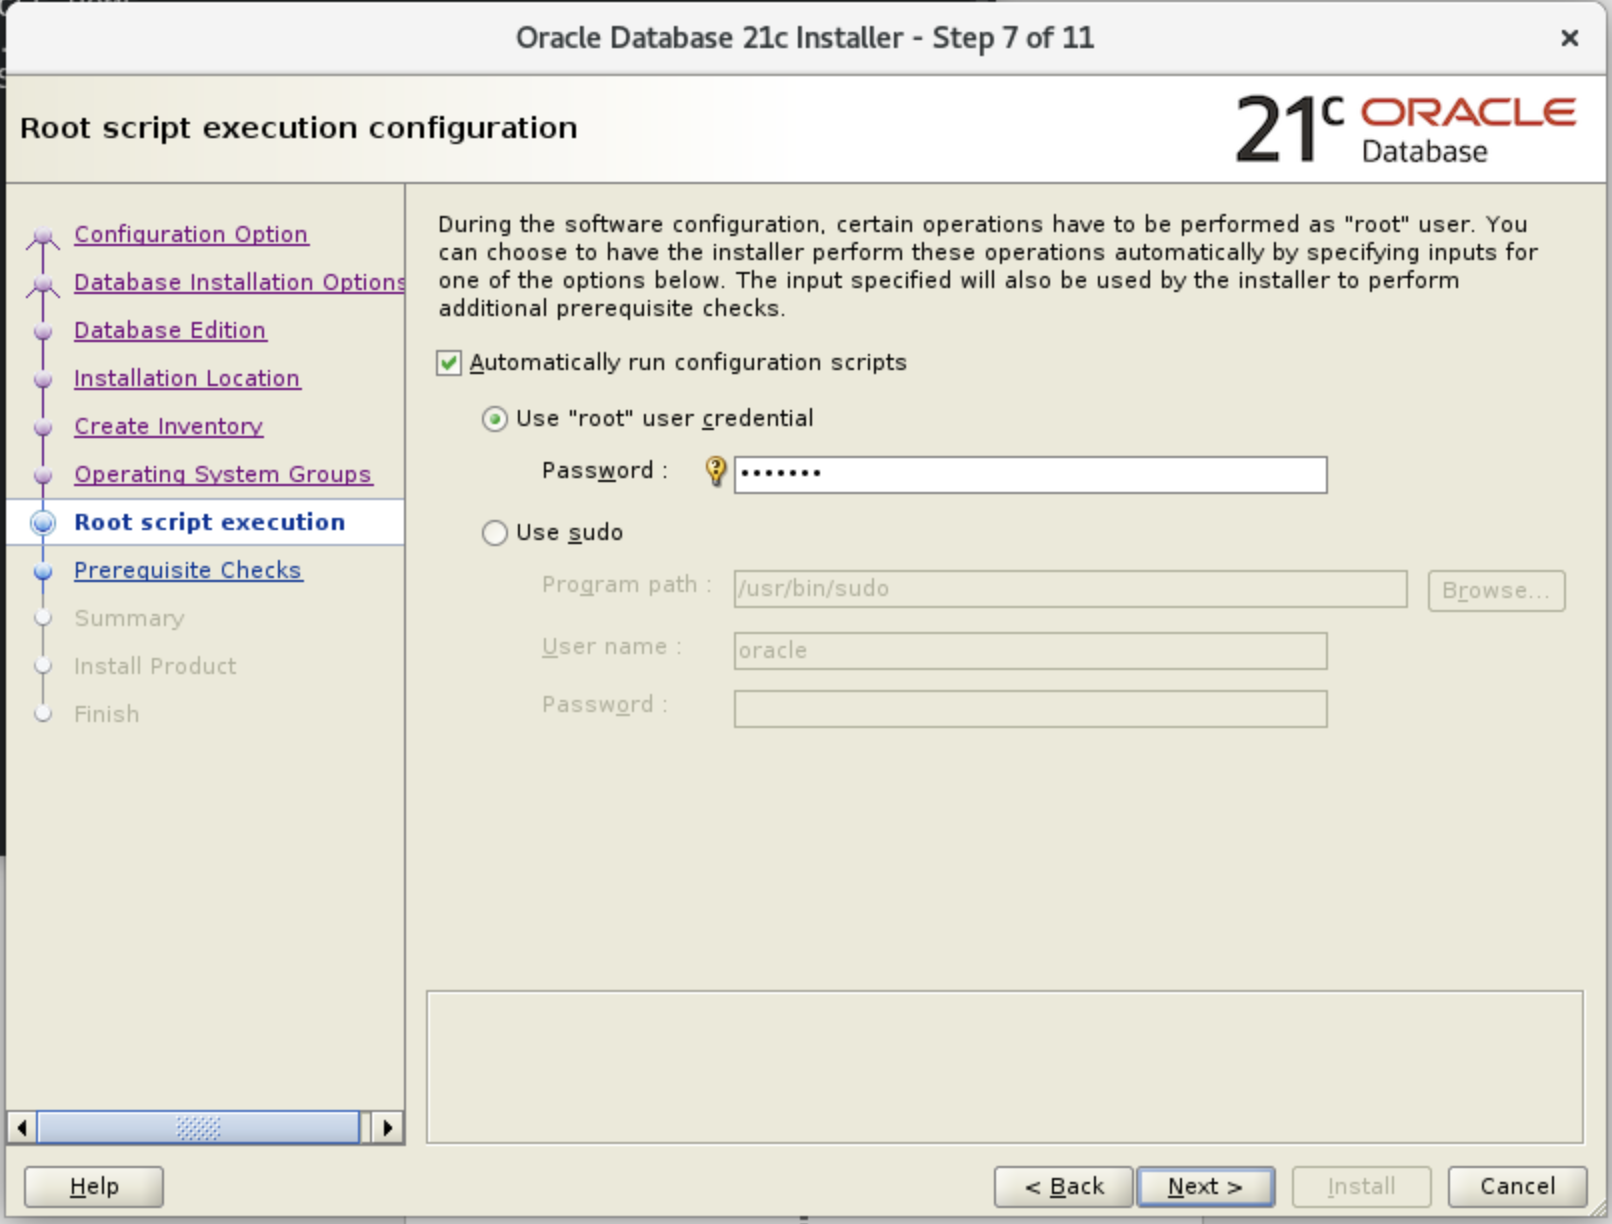 Oracle Database 21c Installer - Step 7 of 11
Root script execution configuration
21c ORACLE
Database
Configuration Option
Database Installation Options
Database Edition
Installation Location
Create Inventory
Operating System Groups
Root script execution
Prerequisite Checks
Summary
Install Product
Finish
During the software configuration, certain operations have to be performed as "root" user. You
can choose to have the installer perform these operations automatically by specifying inputs for
one of the options below. The input specified will also be used by the installer to perform
additional prerequisite checks.
Automatically run configuration scripts
Use "root" user credential
Password : •••••••
Use sudo
Program path : /usr/bin/sudo Browse...
User name : oracle
Password :
Help < Back Next > Install Cancel